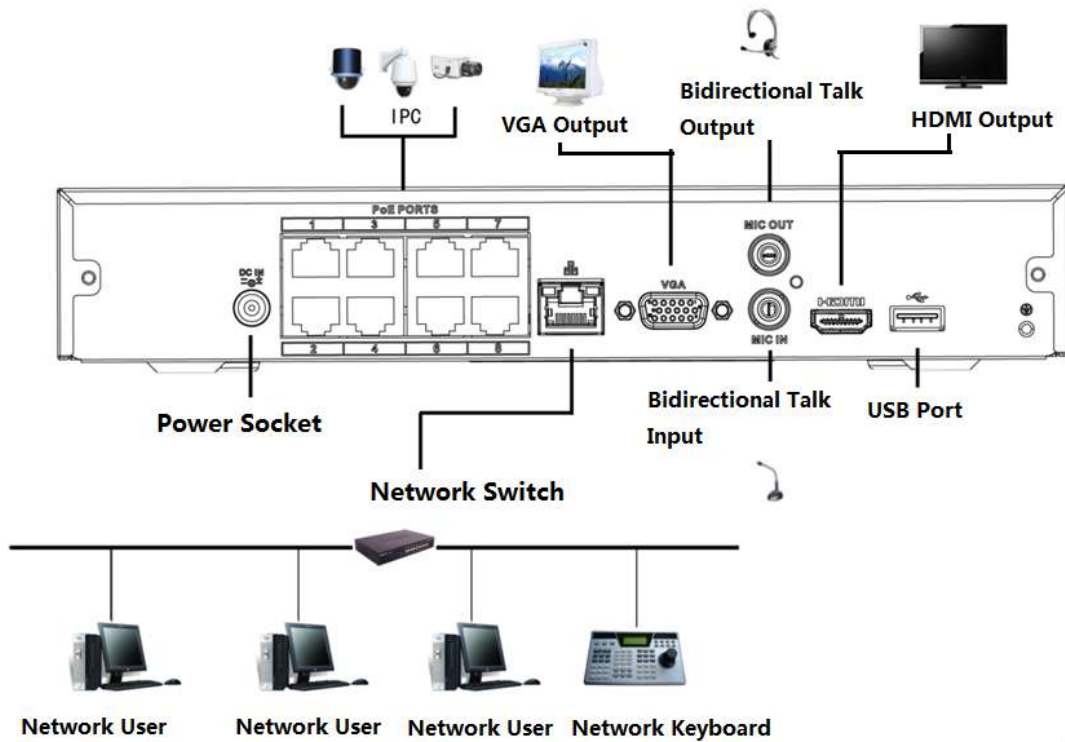 IPC
VGA Output
Bidirectional Talk
Output
HDMI Output
PoE PORTS
1 3 5 7
DC IN
VGA
MIC OUT
HDMI
MIC IN
2 4 6 8
Power Socket
Network Switch
Bidirectional Talk
Input
USB Port
Network User
Network User
Network User
Network Keyboard